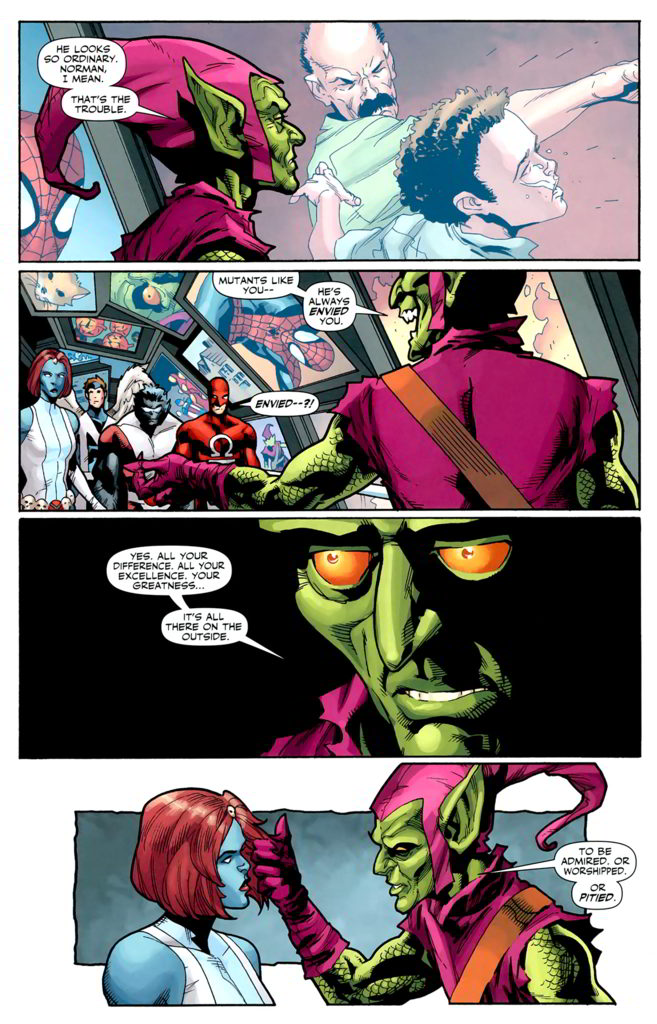 HE LOOKS
SO ORDINARY.
NORMAN,
I MEAN.
THAT'S THE
TROUBLE.
MUTANTS LIKE
YOU--
HE'S
ALWAYS
ENVIED
YOU.
ENVIED--?!
YES. ALL YOUR
DIFFERENCE. ALL YOUR
EXCELLENCE. YOUR
GREATNESS...
IT'S ALL
THERE ON THE
OUTSIDE.
TO BE
ADMIRED. OR
WORSHIPPED.
OR
PITIED.